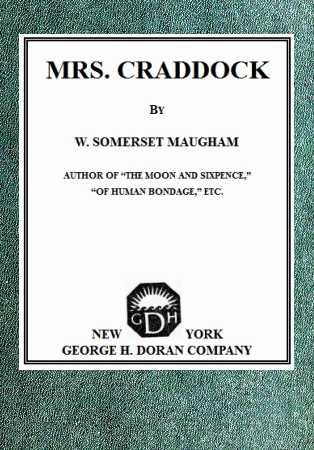 MRS. CRADDOCK
BY
W. SOMERSET MAUGHAM
AUTHOR OF “THE MOON AND SIXPENCE,”
“OF HUMAN BONDAGE,” ETC.
GDH
NEW YORK
GEORGE H. DORAN COMPANY